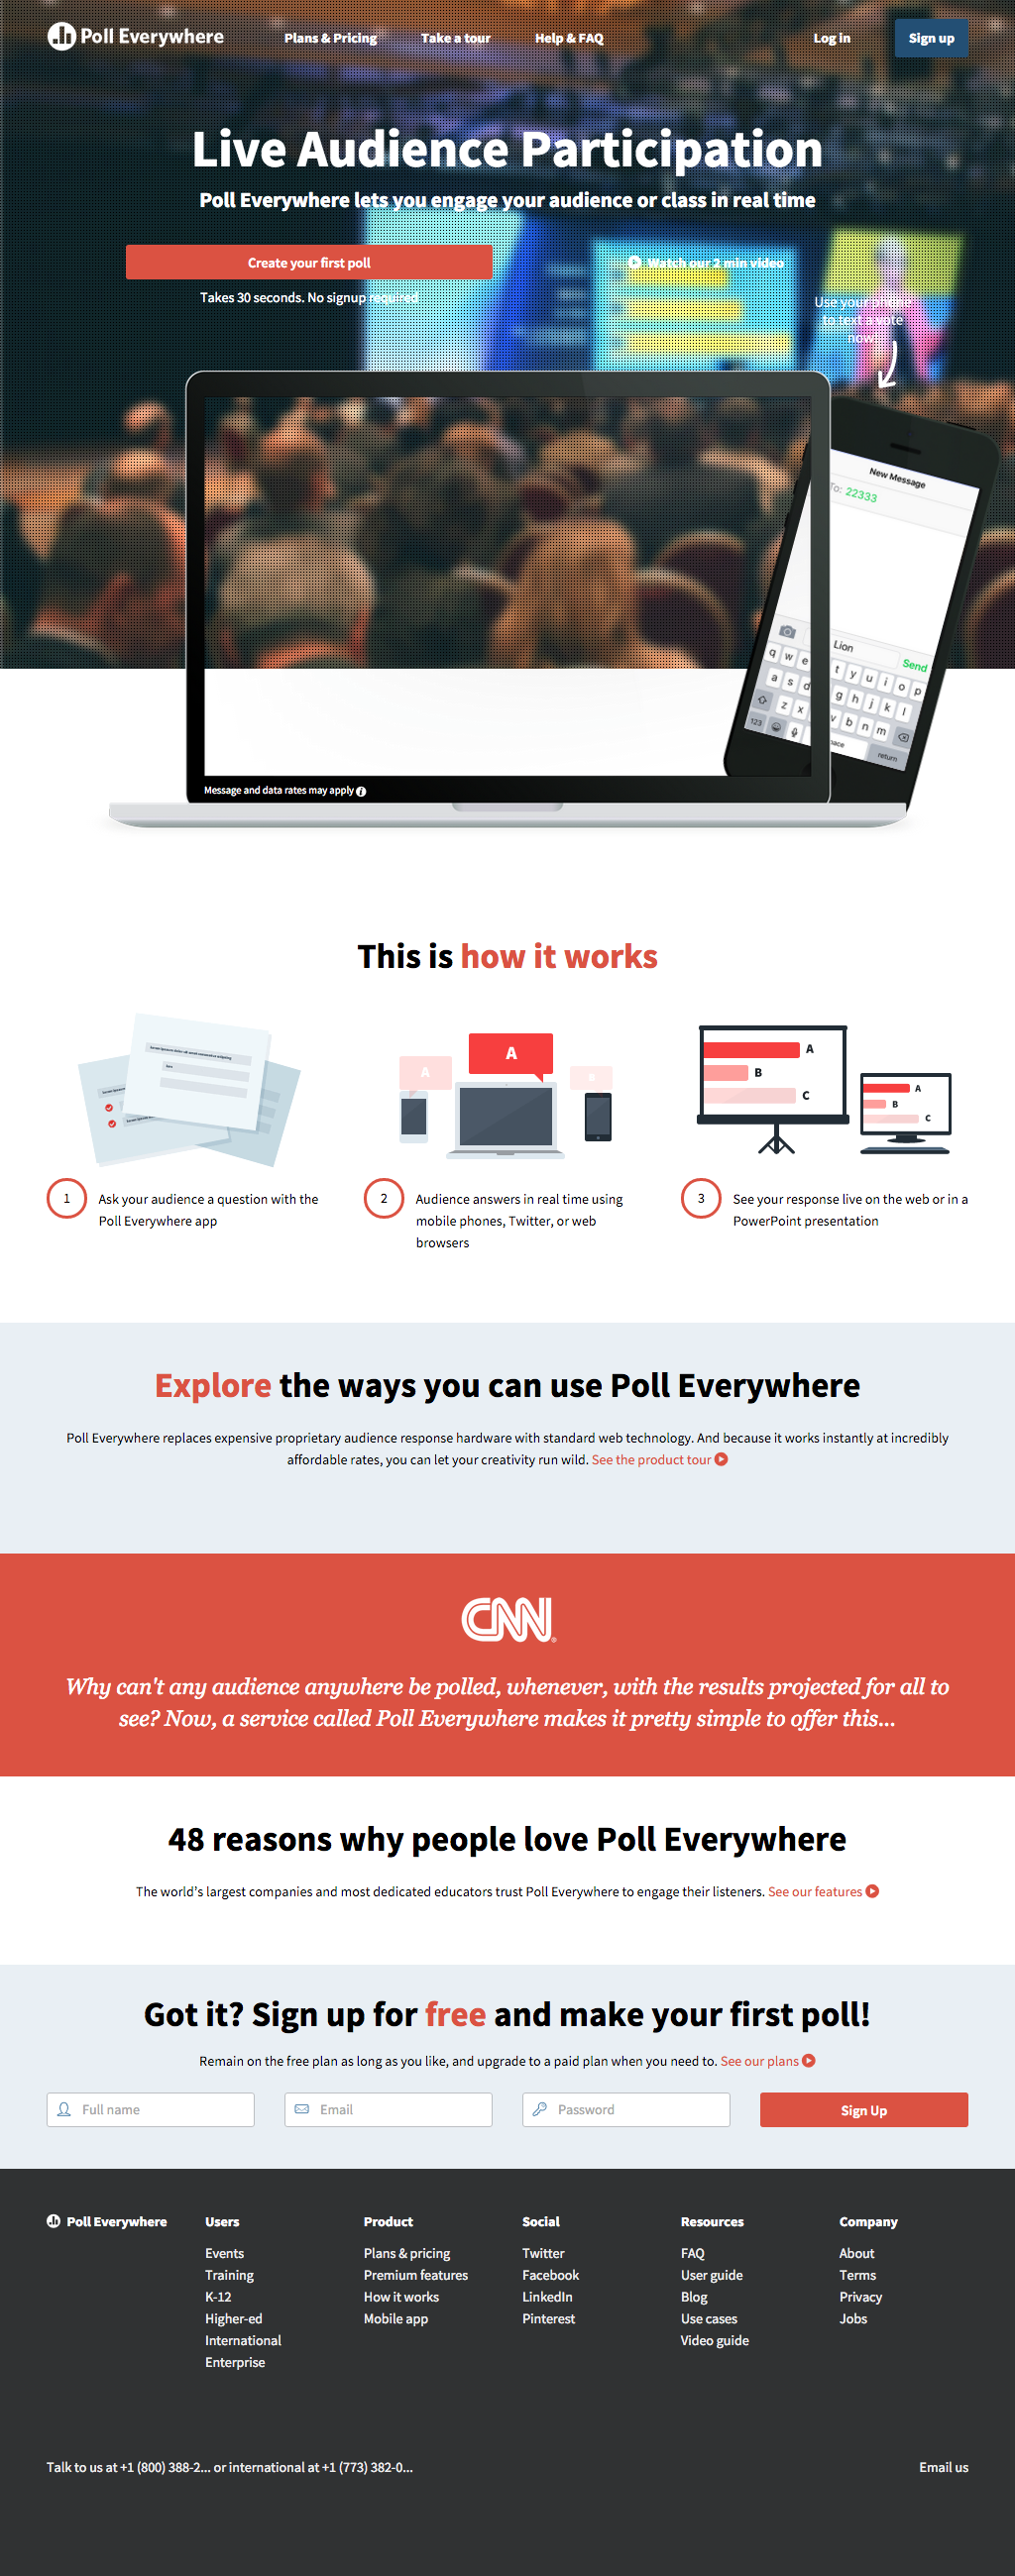 Poll Everywhere
Plans & Pricing
Take a tour
Help & FAQ
Log in
Sign up
Live Audience Participation
Poll Everywhere lets you engage your audience or class in real time
Create your first poll
Takes 30 seconds. No signup required
Watch our 2 min video
Use your phone
to text a vote
now
New Message
To: 22333
Lion
Send
q w e t y u i o p
a s d g h j k l
z x v b n m
123
return
Message and data rates may apply
This is how it works
A
A
A
B
C
A
B
C
1
Ask your audience a question with the
Poll Everywhere app
2
Audience answers in real time using
mobile phones, Twitter, or web
browsers
3
See your response live on the web or in a
PowerPoint presentation
Explore the ways you can use Poll Everywhere
Poll Everywhere replaces expensive proprietary audience response hardware with standard web technology. And because it works instantly at incredibly
affordable rates, you can let your creativity run wild. See the product tour
CNN
Why can't any audience anywhere be polled, whenever, with the results projected for all to
see? Now, a service called Poll Everywhere makes it pretty simple to offer this...
48 reasons why people love Poll Everywhere
The world's largest companies and most dedicated educators trust Poll Everywhere to engage their listeners. See our features
Got it? Sign up for free and make your first poll!
Remain on the free plan as long as you like, and upgrade to a paid plan when you need to. See our plans
Full name
Email
Password
Sign Up
Poll Everywhere
Users
Events
Training
K-12
Higher-ed
International
Enterprise
Product
Plans & pricing
Premium features
How it works
Mobile app
Social
Twitter
Facebook
LinkedIn
Pinterest
Resources
FAQ
User guide
Blog
Use cases
Video guide
Company
About
Terms
Privacy
Jobs
Talk to us at +1 (800) 388-2... or international at +1 (773) 382-0...
Email us